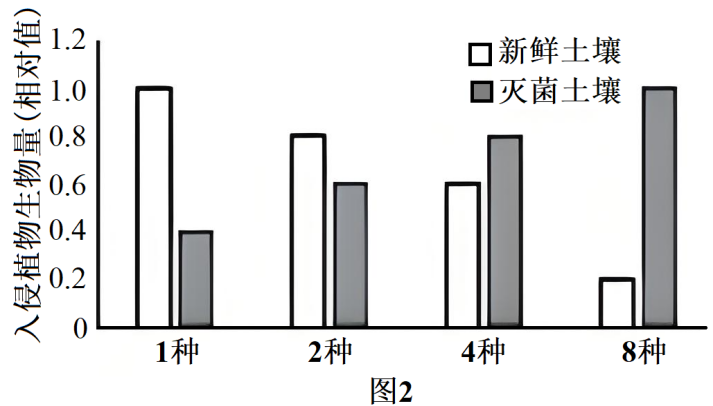 入侵植物生物量(相对值)
1.2
1.0
0.8
0.6
0.4
0.2
0
新鲜土壤
灭菌土壤
1种
2种
4种
8种
图2